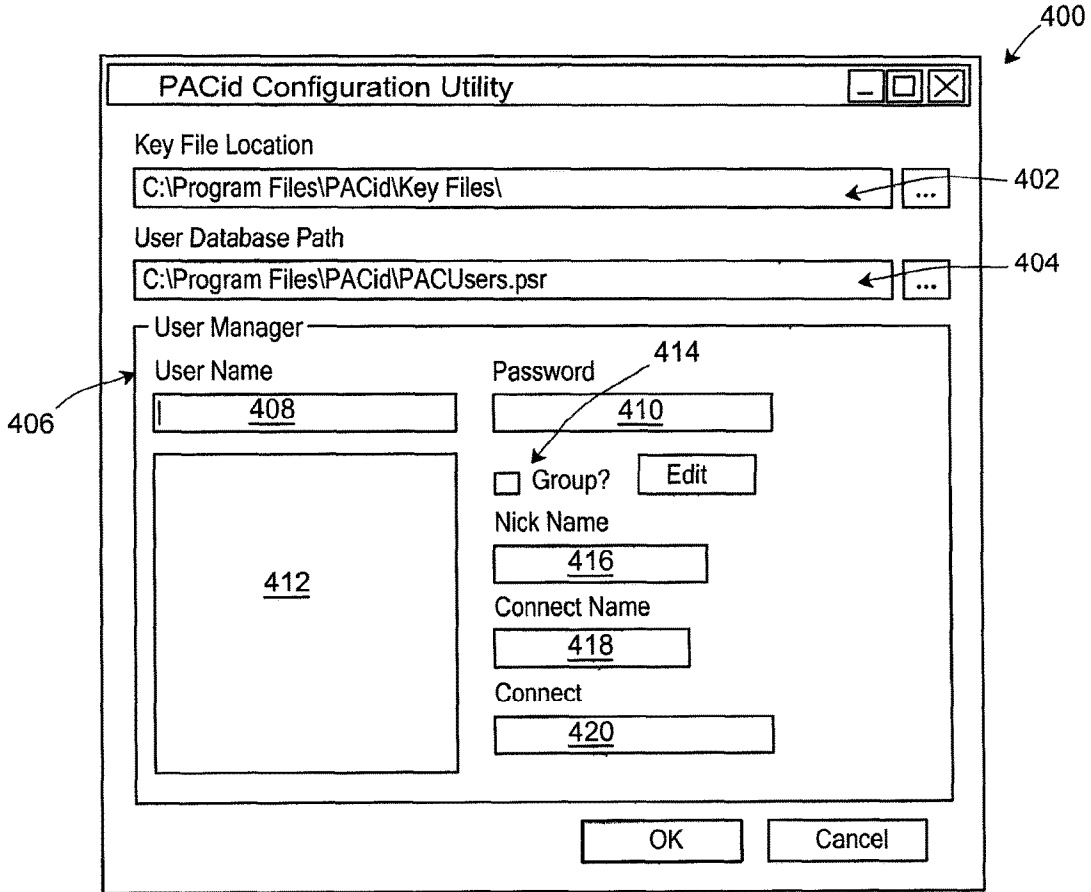 400
PACid Configuration Utility
Key File Location
C:\Program Files\PACid\Key Files\
...
402
User Database Path
C:\Program Files\PACid\PACUsers.psr
...
404
User Manager
406
User Name
Password
414
408
410
412
Group?
Edit
Nick Name
416
Connect Name
418
Connect
420
OK
Cancel